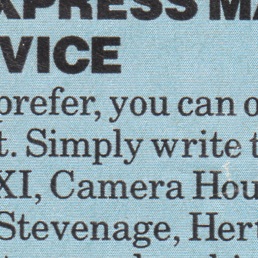 XPRESS MA
VICE
prefer, you can o
t. Simply write t
XI, Camera Hou
Stevenage, Hert